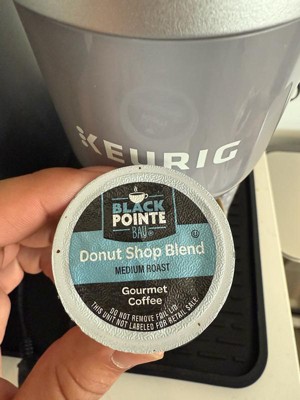 KEURIG
BLACK
POINTE
BAY
Donut Shop Blend
MEDIUM ROAST
Gourmet
Coffee
DO NOT REMOVE FOIL LID.
THIS UNIT NOT LABELED FOR RETAIL SALE.